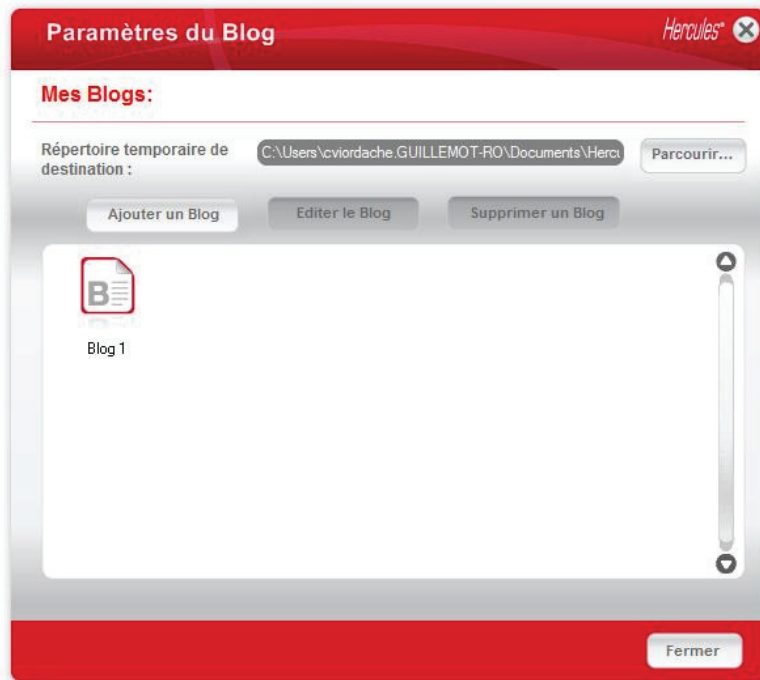 Paramètres du Blog
Hercules
Mes Blogs:
Répertoire temporaire de
destination :
C:\Users\cviordache.GUILLEMOT-RO\Documents\Hercu
Parcourir...
Ajouter un Blog
Editer le Blog
Supprimer un Blog
B
Blog 1
Fermer